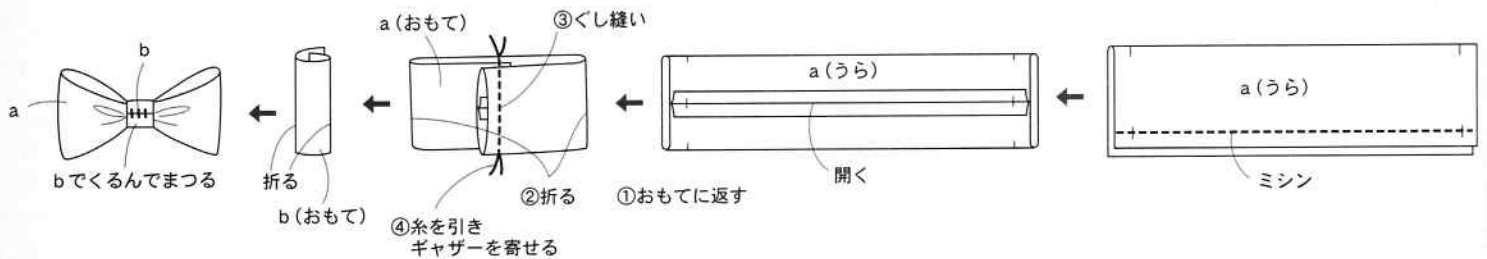 a(うら)
ミシン
a(うら)
開く
①おもてに返す
a(おもて)
③ぐし縫い
②折る
④糸を引き
ギャザーを寄せる
折る
b(おもて)
b
a
bでくるんでまつる